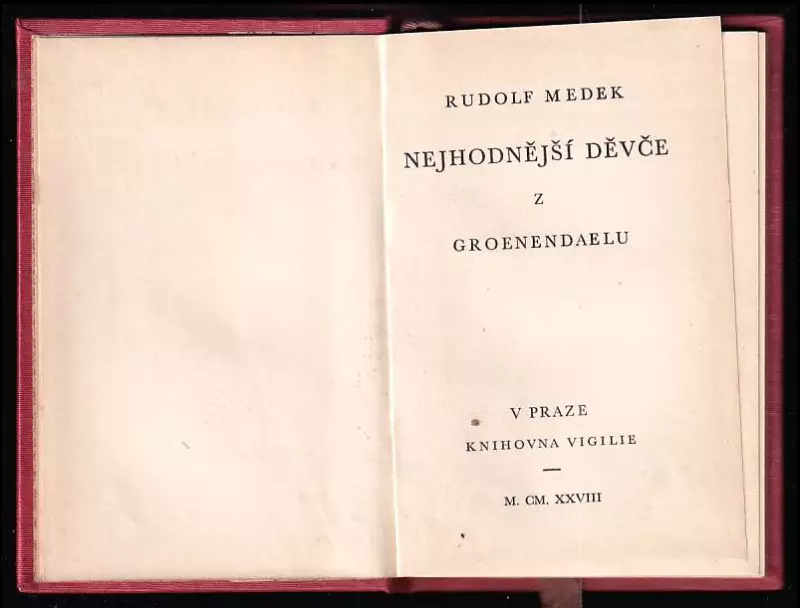 RUDOLF MEDEK
NEJHODNĚJŠÍ DĚVČE
Z
GROENENDAELU
V PRAZE
KNIHOVNA VIGILIE
M. CM. XXVIII